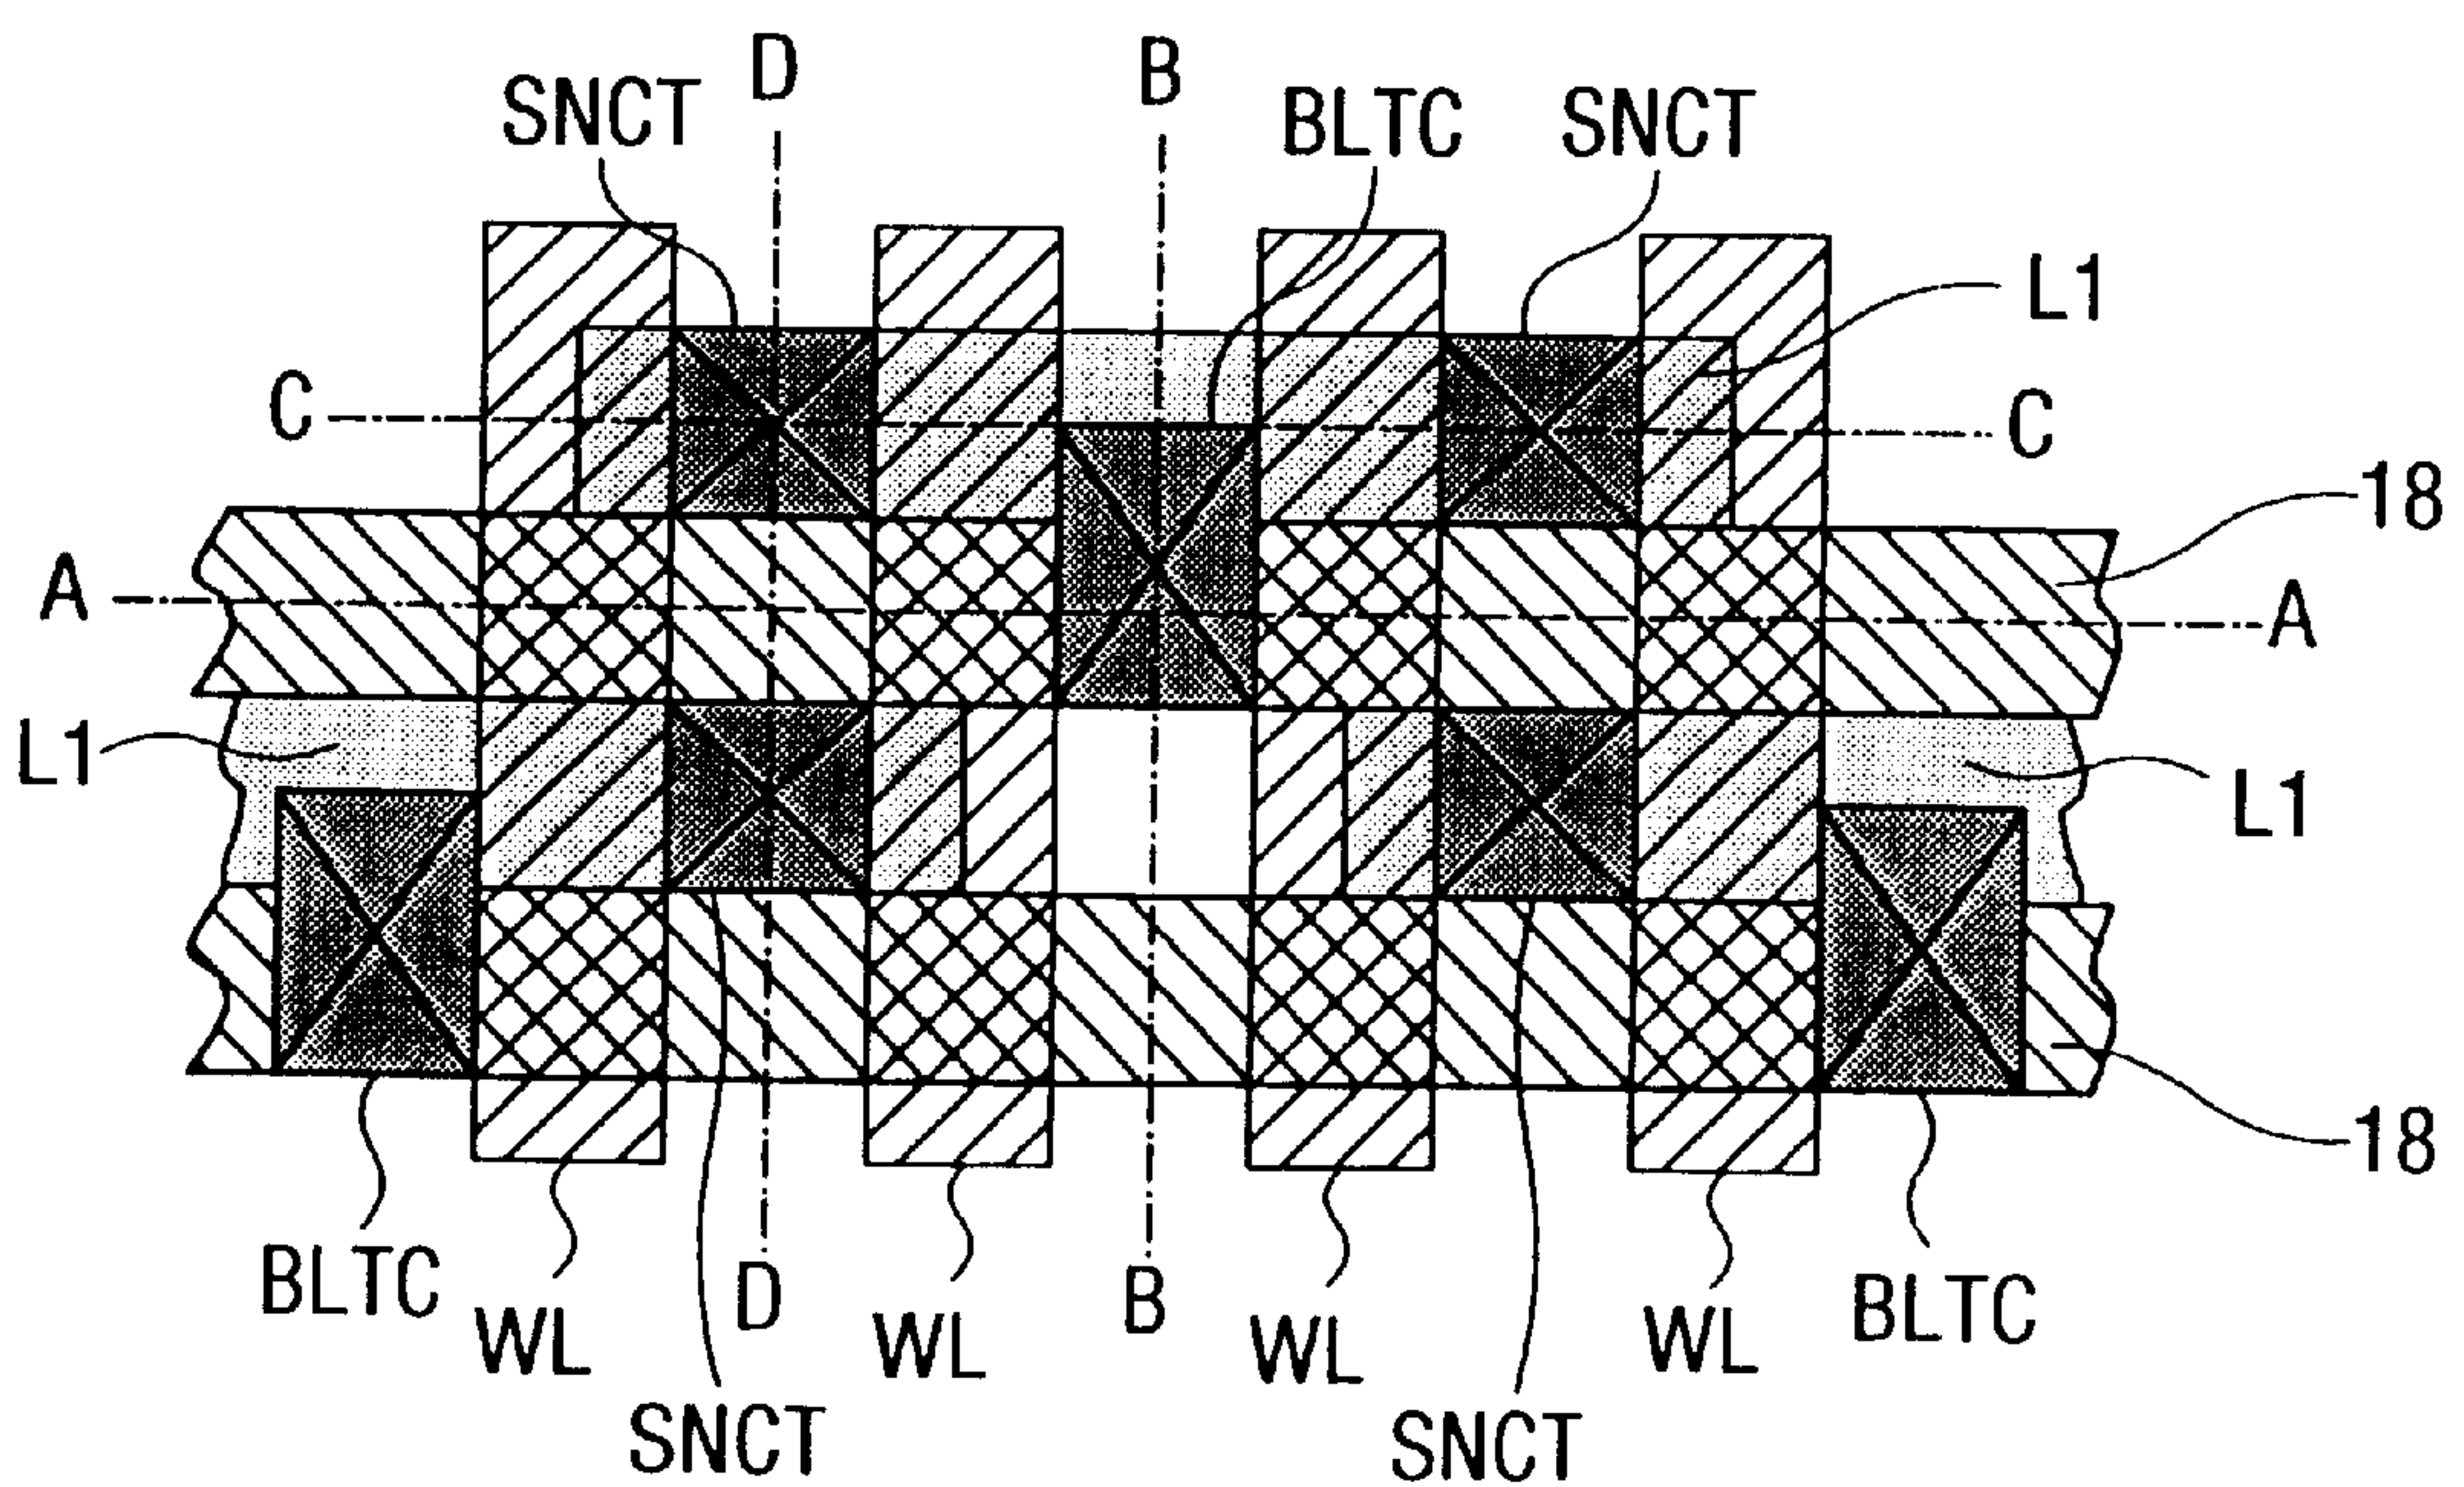 D B
SNCT BLTC SNCT
L1
C C
18
A A
L1 L1
18
BLTC D B BLTC
WL WL WL WL
SNCT SNCT